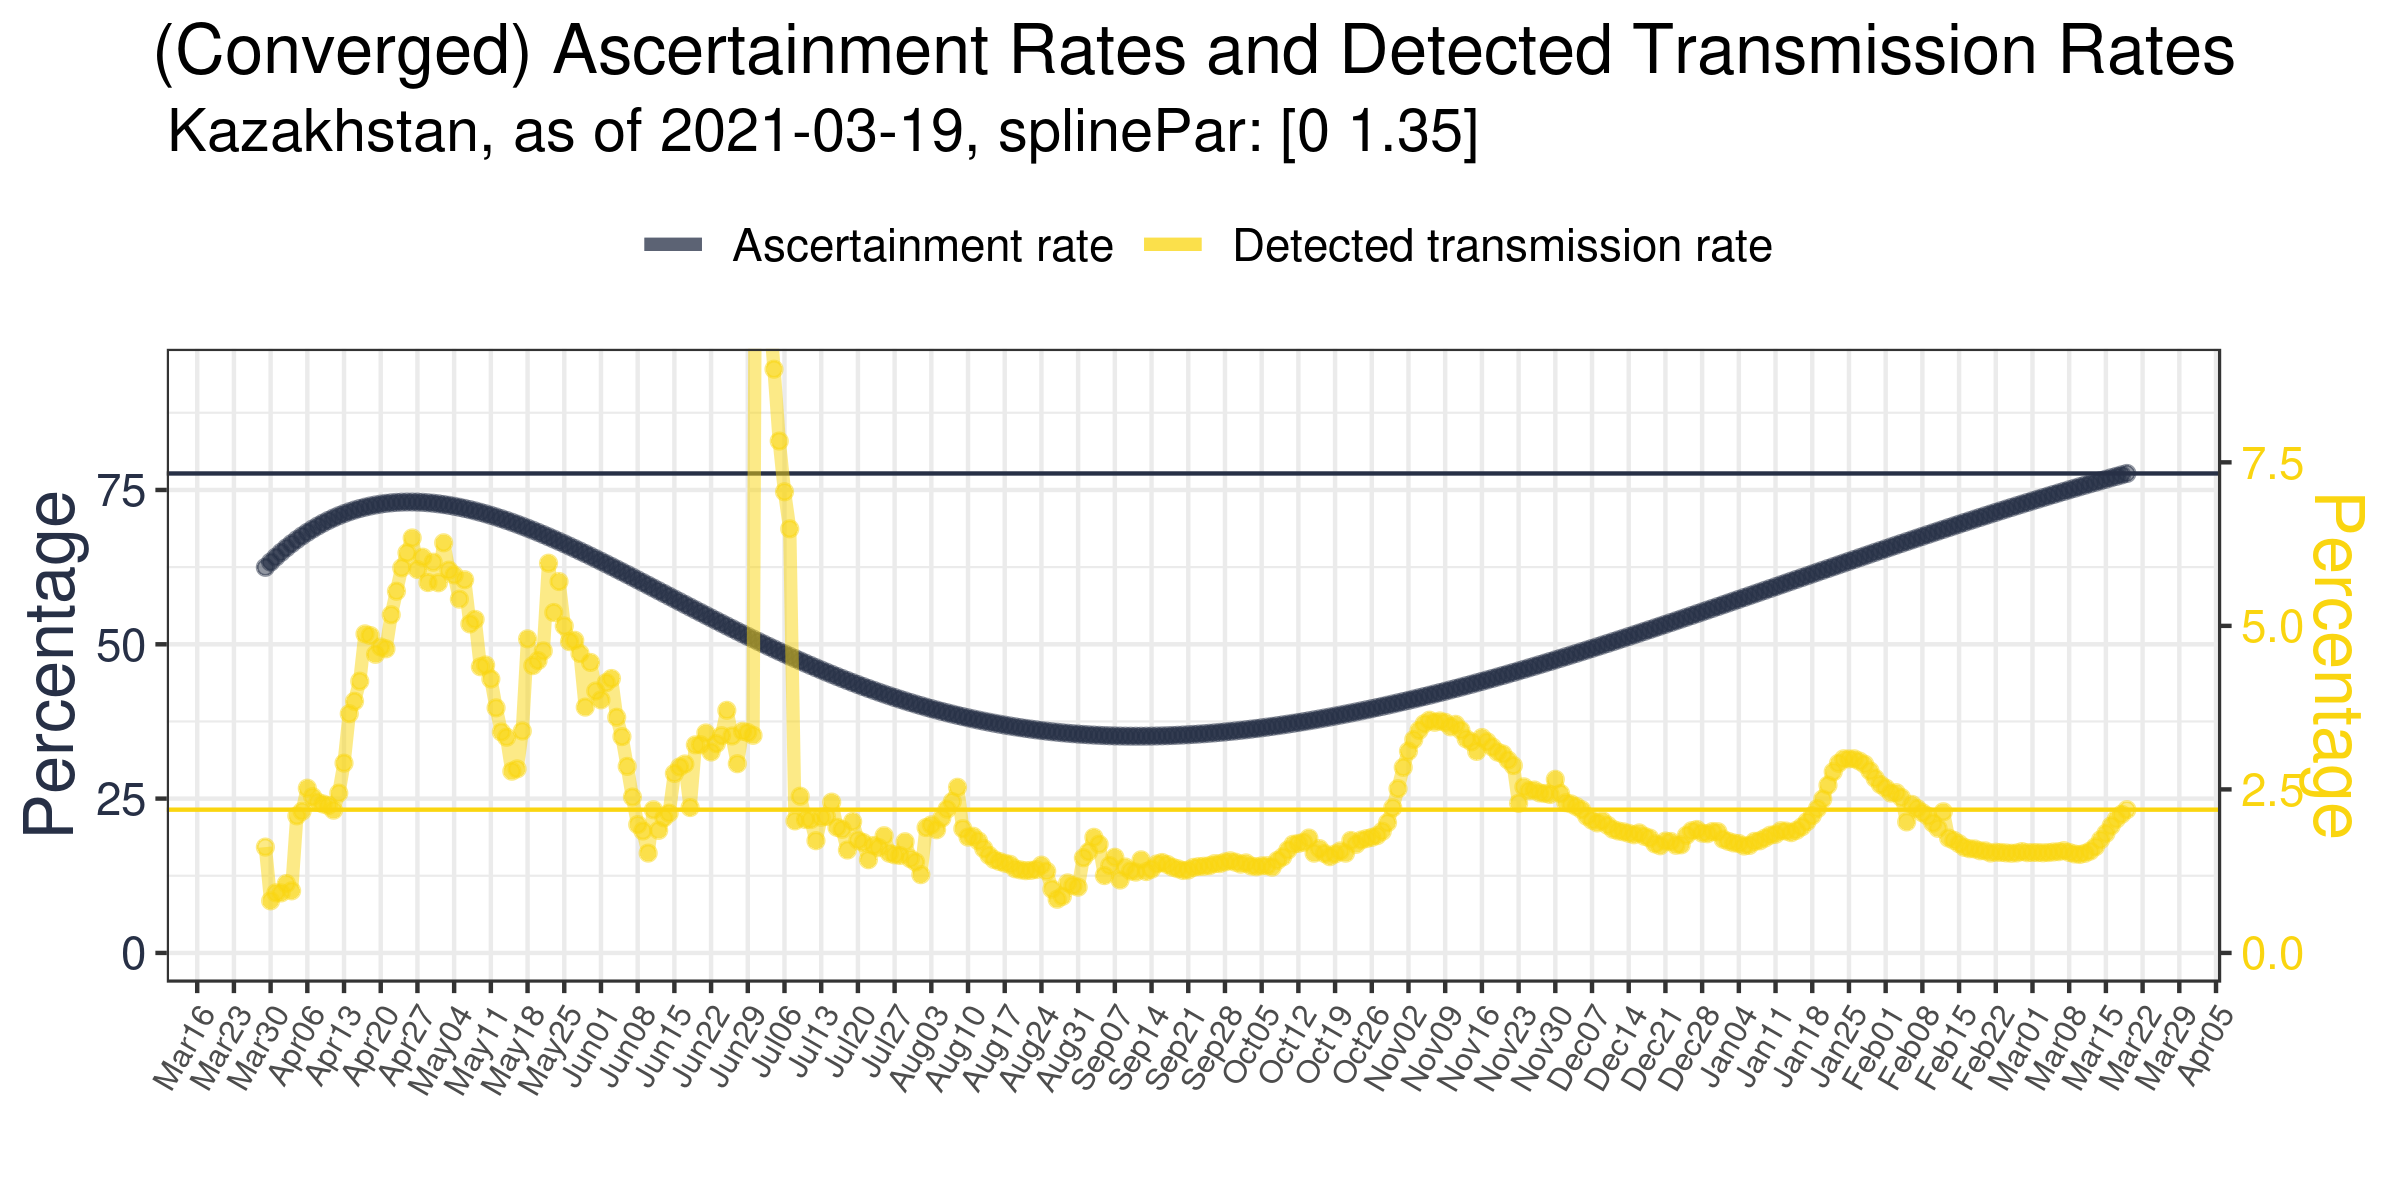 (Converged) Ascertainment Rates and Detected Transmission Rates
Kazakhstan, as of 2021-03-19, splinePar: [0 1.35]
Ascertainment rate
Detected transmission rate
Percentage
75
50
25
0
7.5
5.0
2.5
0.0
Percentage
Mar16
Mar23
Mar30
Apr06
Apr13
Apr20
Apr27
May04
May11
May18
May25
Jun01
Jun08
Jun15
Jun22
Jun29
Jul06
Jul13
Jul20
Jul27
Aug03
Aug10
Aug17
Aug24
Aug31
Sep07
Sep14
Sep21
Sep28
Oct05
Oct12
Oct19
Oct26
Nov02
Nov09
Nov16
Nov23
Nov30
Dec07
Dec14
Dec21
Dec28
Jan04
Jan11
Jan18
Jan25
Feb01
Feb08
Feb15
Feb22
Mar01
Mar08
Mar15
Mar22
Mar29
Apr05